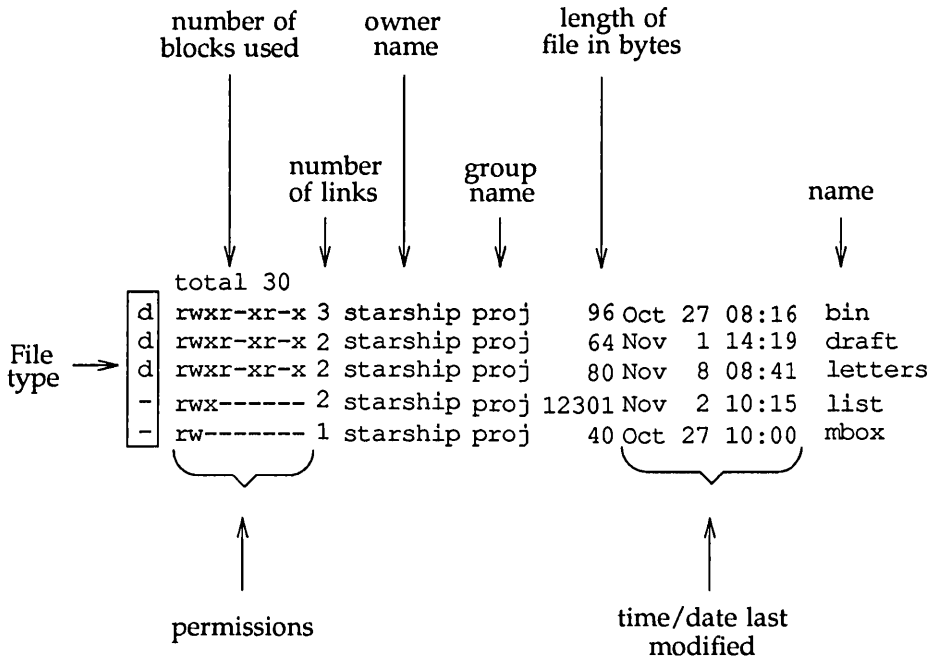 number of
blocks used
owner
name
length of
file in bytes
number
of links
group
name
name
total 30
d rwxr-xr-x 3 starship proj 96 Oct 27 08:16 bin
d rwxr-xr-x 2 starship proj 64 Nov 1 14:19 draft
d rwxr-xr-x 2 starship proj 80 Nov 8 08:41 letters
- rwx------ 2 starship proj 12301 Nov 2 10:15 list
- rw------- 1 starship proj 40 Oct 27 10:00 mbox
File
type
permissions
time/date last
modified